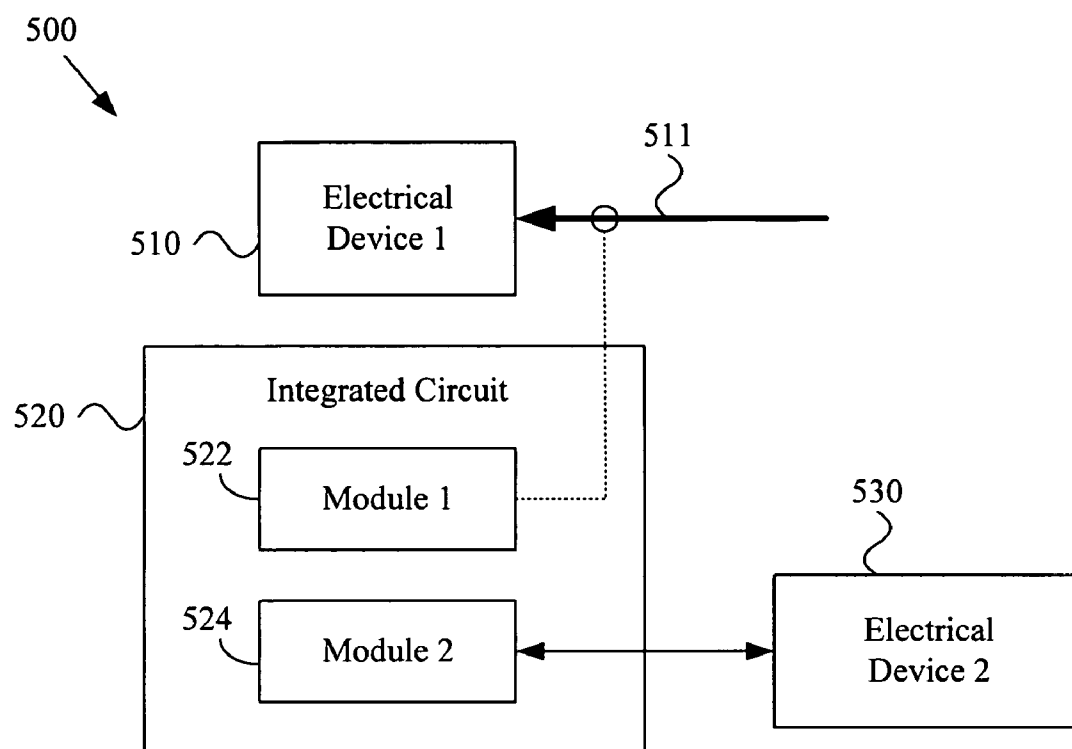 500
511
Electrical
Device 1
510
Integrated Circuit
520
522
Module 1
530
524
Module 2
Electrical
Device 2